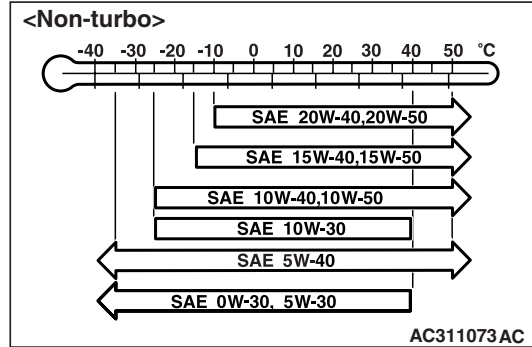 <Non-turbo>
-40 -30 -20 -10 0 10 20 30 40 50 °C
SAE 20W-40,20W-50
SAE 15W-40,15W-50
SAE 10W-40,10W-50
SAE 10W-30
SAE 5W-40
SAE 0W-30, 5W-30
AC311073 AC